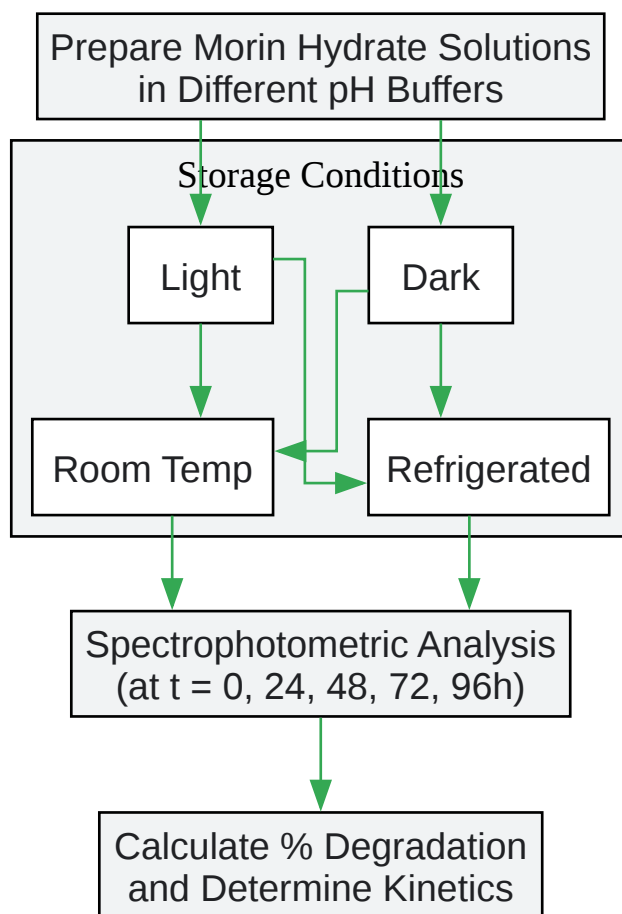 Prepare Morin Hydrate Solutions
in Different pH Buffers
Storage Conditions
Light
Dark
Room Temp
Refrigerated
Spectrophotometric Analysis
(at t = 0, 24, 48, 72, 96h)
Calculate % Degradation
and Determine Kinetics